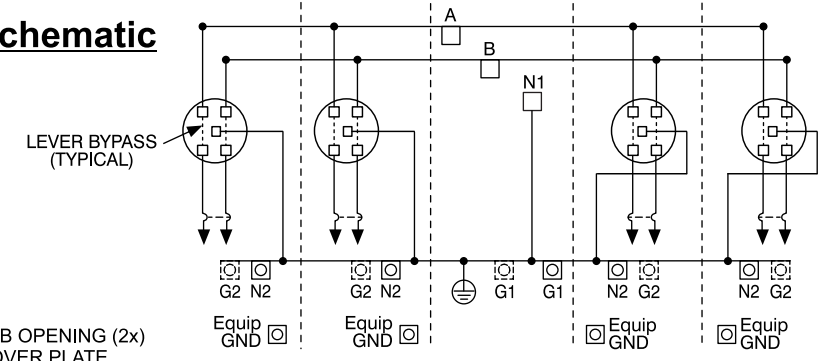 chematic
A
B
N1
LEVER BYPASS
(TYPICAL)
G2 N2 G2 N2 G1 G1 N2 G2 N2 G2
Equip
GND
Equip
GND
Equip
GND
Equip
GND
B OPENING (2x)
OVER PLATE